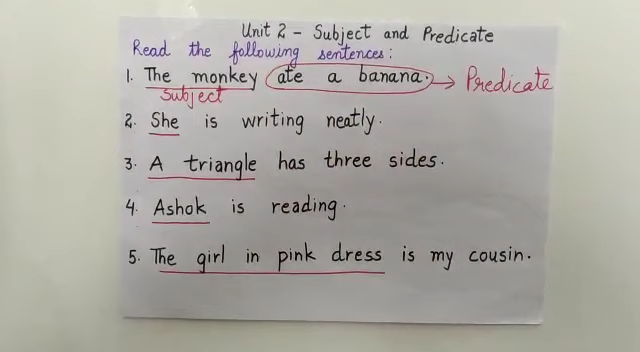 Unit 2 - Subject and Predicate
Read the following sentences:
1. The monkey ate a banana. → Predicate
Subject
2. She is writing neatly.
3. A triangle has three sides.
4. Ashok is reading.
5. The girl in pink dress is my cousin.